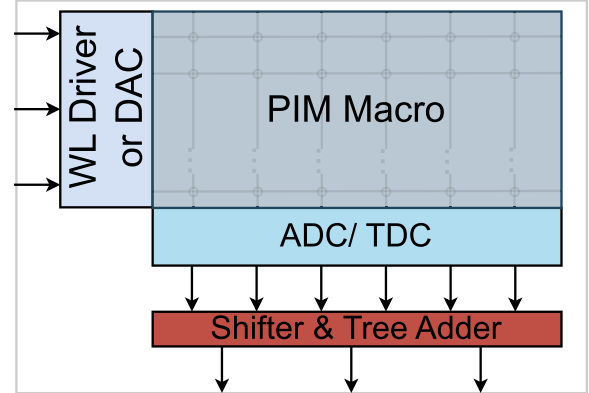 WL Driver
or DAC
PIM Macro
ADC/ TDC
Shifter & Tree Adder